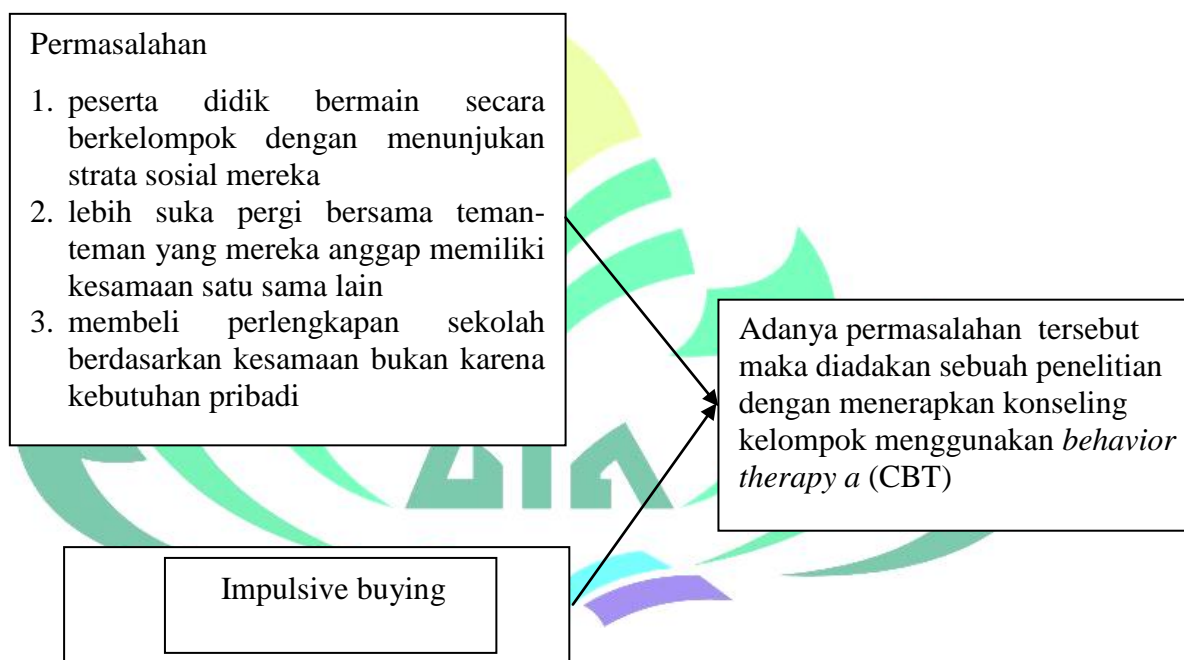 Permasalahan
1. peserta didik bermain secara
berkelompok dengan menunjukan
strata sosial mereka
2. lebih suka pergi bersama teman-
teman yang mereka anggap memiliki
kesamaan satu sama lain
3. membeli perlengkapan sekolah
berdasarkan kesamaan bukan karena
kebutuhan pribadi
Adanya permasalahan tersebut
maka diadakan sebuah penelitian
dengan menerapkan konseling
kelompok menggunakan behavior
therapy a (CBT)
Impulsive buying